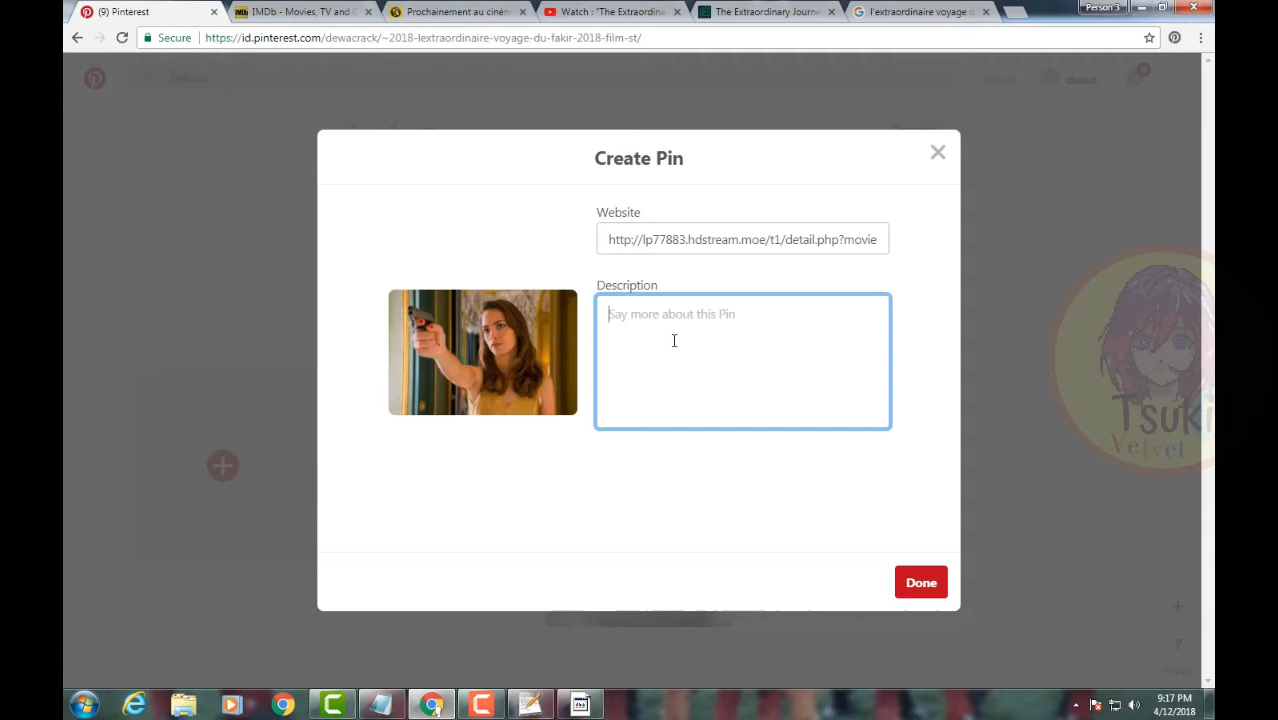 (9) Pinterest
IMDb - Movies, TV and C
Prochainement au ciném
Watch : "The Extraordina
The Extraordinary Journe
l'extraordinaire voyage d
Person 3
Secure
https://id.pinterest.com/dewacrack/~2018-lextraordinaire-voyage-du-fakir-2018-film-st/
dewa
Create Pin
Website
http://lp77883.hdstream.moe/t1/detail.php?movie
Description
Say more about this Pin
Tsuki
Velvet
Done
9:17 PM
4/12/2018